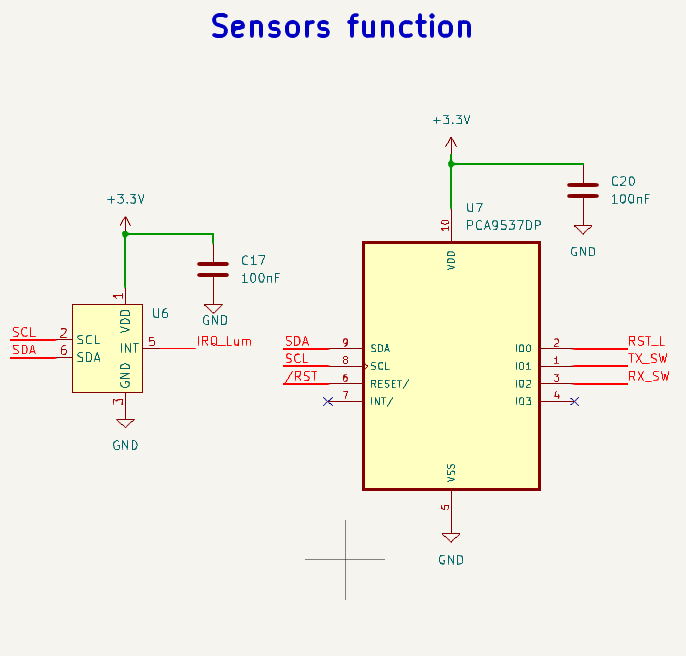 Sensors function
+3.3V
C17
100nF
GND
1
VDD
U6
SCL
2
SCL
SDA
6
SDA
INT
5
IRQ_Lum
GND
3
GND
+3.3V
C20
100nF
GND
U7
PCA9537DP
10
VDD
SDA
9
SDA
SCL
8
SCL
/RST
6
RESET/
7
INT/
IO0
2
RST_L
IO1
1
TX_SW
IO2
3
RX_SW
IO3
4
VSS
5
GND